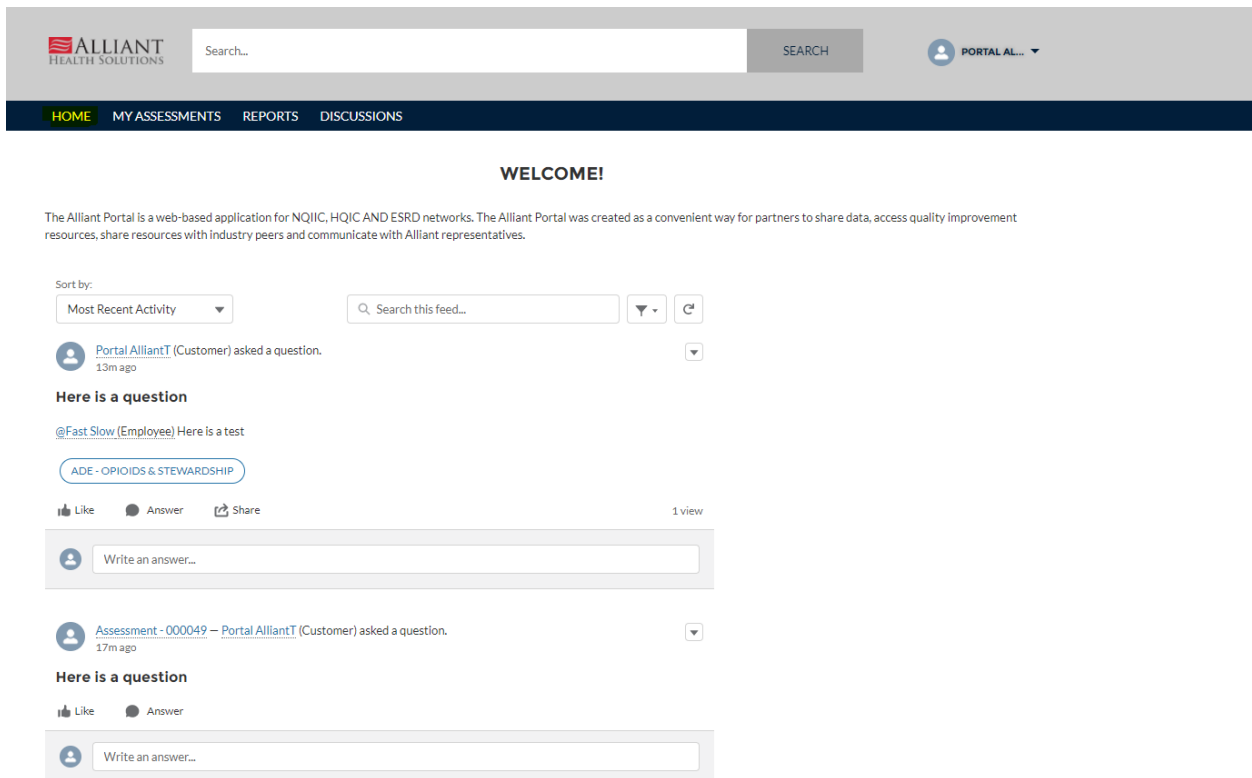 ALLIANT
HEALTH SOLUTIONS
Search...
SEARCH
PORTAL AL...
HOME MY ASSESSMENTS REPORTS DISCUSSIONS
WELCOME!
The Alliant Portal is a web-based application for NQIIC, HQIC AND ESRD networks. The Alliant Portal was created as a convenient way for partners to share data, access quality improvement
resources, share resources with industry peers and communicate with Alliant representatives.
Sort by:
Most Recent Activity
Search this feed...
Portal AlliantT (Customer) asked a question.
13m ago
Here is a question
@Fast Slow (Employee) Here is a test
ADE - OPIOIDS & STEWARDSHIP
Like Answer Share 1 view
Write an answer...
Assessment - 000049 — Portal AlliantT (Customer) asked a question.
17m ago
Here is a question
Like Answer
Write an answer...